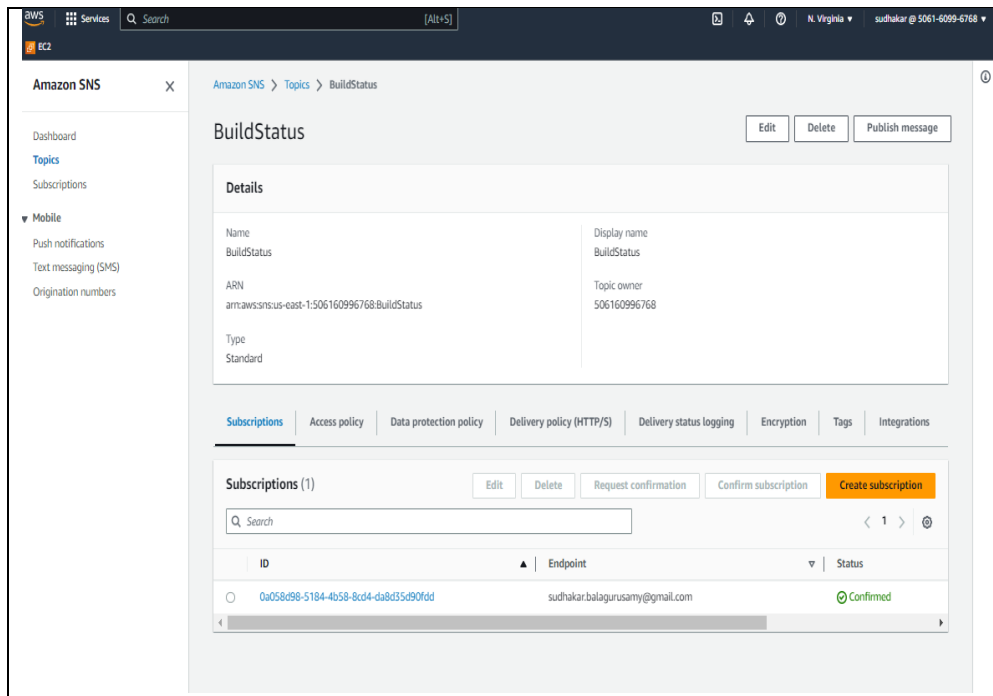 aws Services Search [Alt+S] N. Virginia sudhakar @ 5061-6099-6768
EC2
Amazon SNS
Dashboard
Topics
Subscriptions
Mobile
Push notifications
Text messaging (SMS)
Origination numbers
Amazon SNS > Topics > BuildStatus
BuildStatus
Edit Delete Publish message
Details
Name
BuildStatus
ARN
arn:aws:sns:us-east-1:506160996768:BuildStatus
Type
Standard
Display name
BuildStatus
Topic owner
506160996768
Subscriptions Access policy Data protection policy Delivery policy (HTTP/S) Delivery status logging Encryption Tags Integrations
Subscriptions (1) Edit Delete Request confirmation Confirm subscription Create subscription
Search 1
ID Endpoint Status
0a058d98-5184-4b58-8cd4-da8d35d90fdd sudhakar.balagurusamy@gmail.com Confirmed